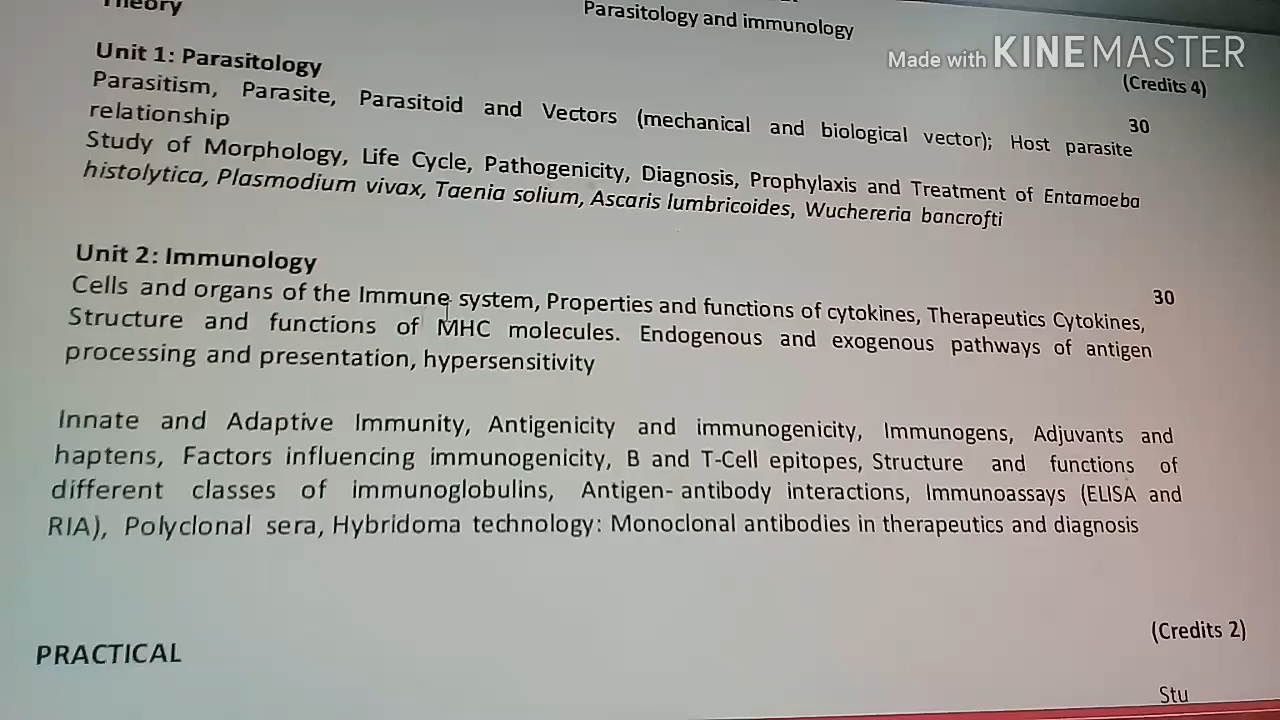 Theory
Parasitology and immunology
Made with KINEMASTER
(Credits 4)
Unit 1: Parasitology
30
Parasitism, Parasite, Parasitoid and Vectors (mechanical and biological vector); Host parasite
relationship
Study of Morphology, Life Cycle, Pathogenicity, Diagnosis, Prophylaxis and Treatment of Entamoeba
histolytica, Plasmodium vivax, Taenia solium, Ascaris lumbricoides, Wuchereria bancrofti
Unit 2: Immunology
30
Cells and organs of the Immune system, Properties and functions of cytokines, Therapeutics Cytokines,
Structure and functions of MHC molecules. Endogenous and exogenous pathways of antigen
processing and presentation, hypersensitivity
Innate and Adaptive Immunity, Antigenicity and immunogenicity, Immunogens, Adjuvants and
haptens, Factors influencing immunogenicity, B and T-Cell epitopes, Structure and functions of
different classes of immunoglobulins, Antigen- antibody interactions, Immunoassays (ELISA and
RIA), Polyclonal sera, Hybridoma technology: Monoclonal antibodies in therapeutics and diagnosis
(Credits 2)
PRACTICAL
Stu